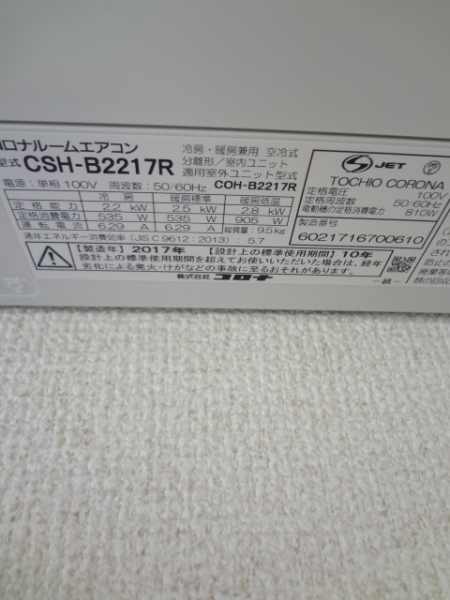 コロナルームエアコン
型式 CSH-B2217R
冷房・暖房兼用 空冷式
分離形/室内ユニット
適用室外ユニット型式
COH-B2217R
電源:単相100V 周波数:50/60Hz
冷房 暖房標準 暖房低温
定格能力 2.2 kW 2.5 kW 2.8 kW
定格消費電力 535 W 535 W 905 W
運転電流 6.29 A 6.29 A 総質量 9.5kg
通年エネルギー消費効率(JIS C 9612:2013):5.7
【製造年】2017年 【設計上の標準使用期間】10年
設計上の標準使用期間を超えてお使いいただいた場合は、経年
劣化による発火・けがなどの事故に至るおそれがあります。
株式会社 コロナ
S JET
TOCHIO CORONA
定格電圧 100V
定格周波数 50/60Hz
電動機の定格消費電力 810W
製造番号
60217167006​10
一紙一